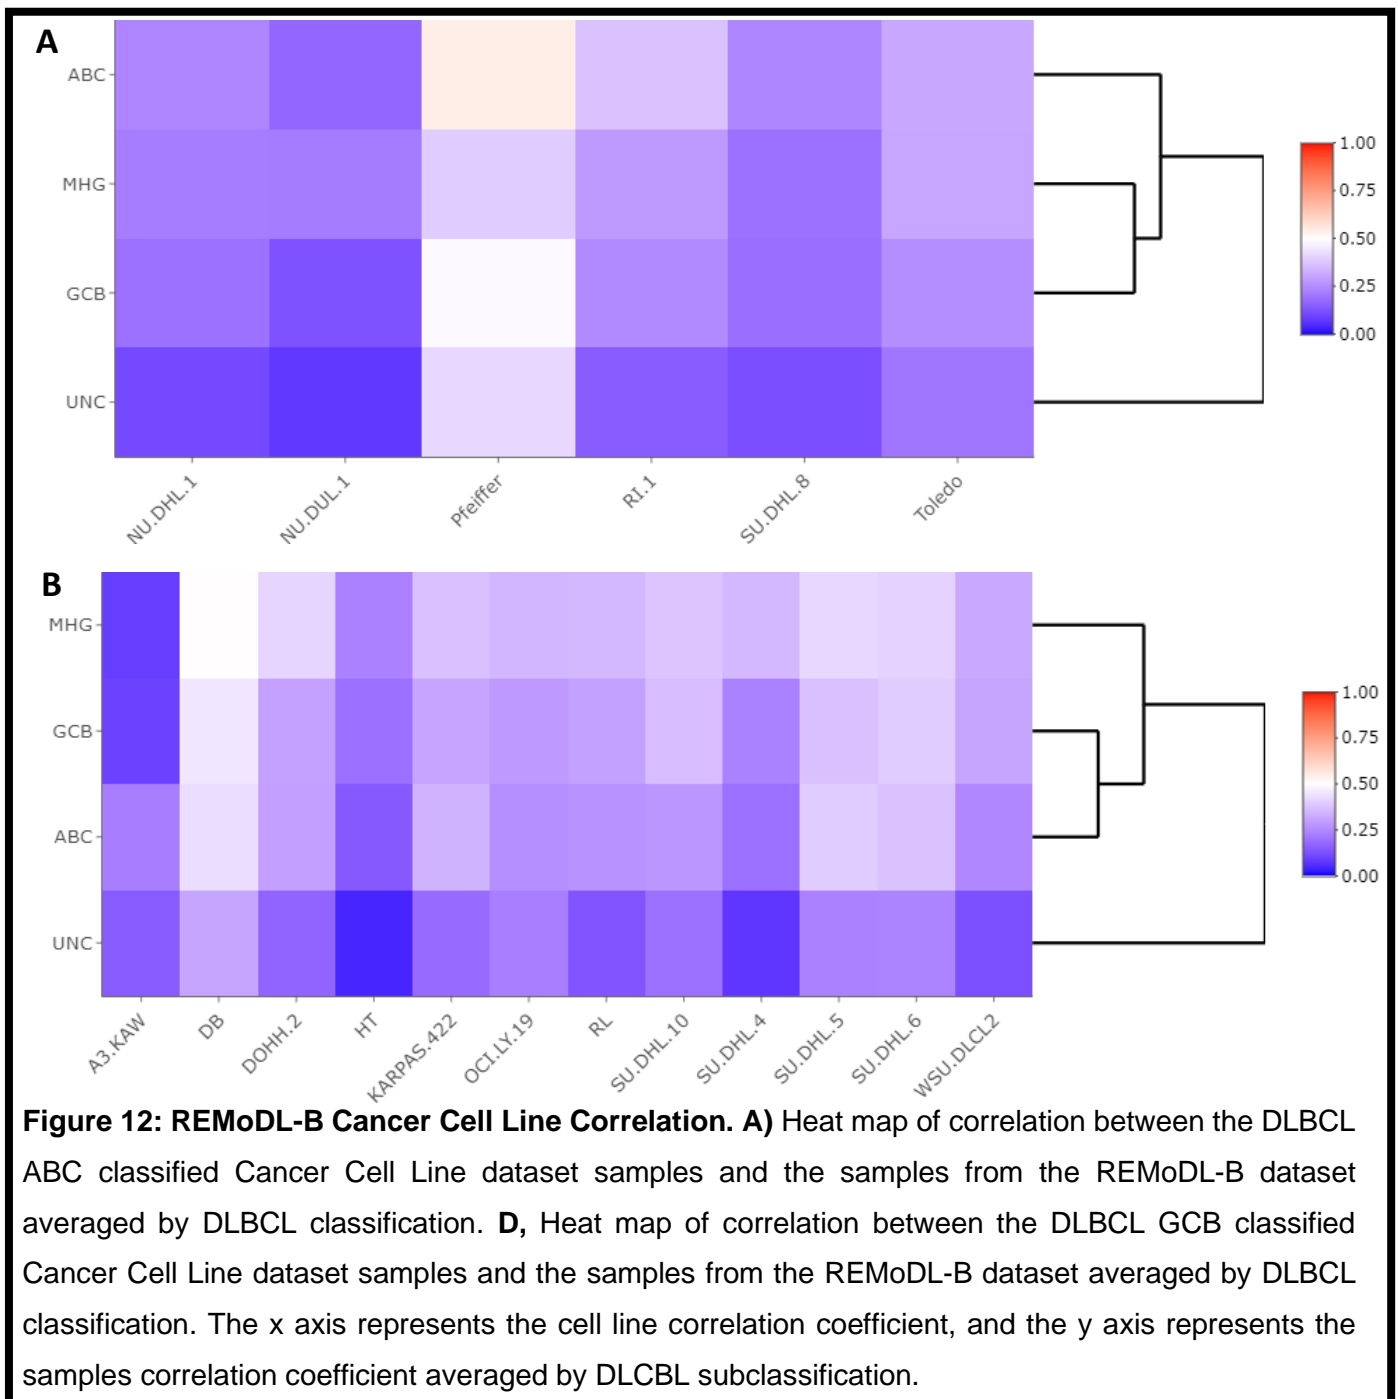 A
ABC
MHG
GCB
UNC
NU.DHL.1
NU.DUL.1
Pfeiffer
RI.1
SU.DHL.8
Toledo
1.00
0.75
0.50
0.25
0.00
B
MHG
GCB
ABC
UNC
A3.KAW
DB
DOHH.2
HT
KARPAS.422
OCI.LY.19
RL
SU.DHL.10
SU.DHL.4
SU.DHL.5
SU.DHL.6
WSU.DLCL2
1.00
0.75
0.50
0.25
0.00
Figure 12: REMoDL-B Cancer Cell Line Correlation. A) Heat map of correlation between the DLBCL
ABC classified Cancer Cell Line dataset samples and the samples from the REMoDL-B dataset
averaged by DLBCL classification. D, Heat map of correlation between the DLBCL GCB classified
Cancer Cell Line dataset samples and the samples from the REMoDL-B dataset averaged by DLBCL
classification. The x axis represents the cell line correlation coefficient, and the y axis represents the
samples correlation coefficient averaged by DLCBL subclassification.